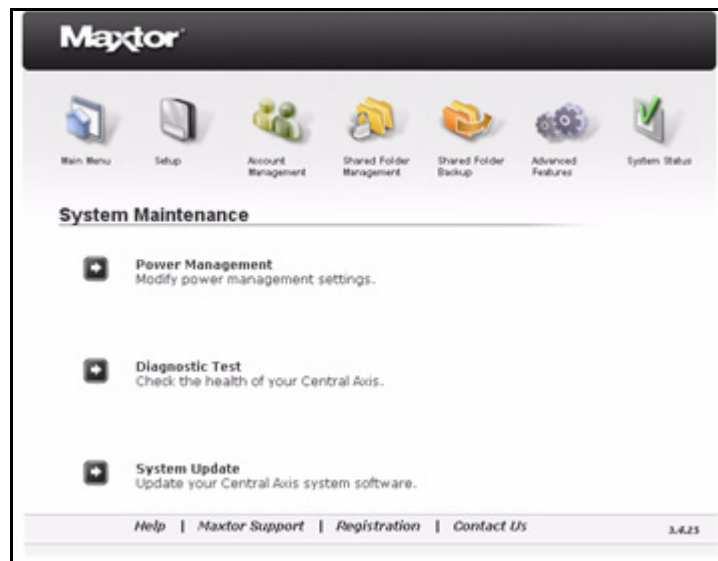 Maxtor
Main Menu
Setup
Account Management
Shared Folder Management
Shared Folder Backup
Advanced Features
System Status
System Maintenance
Power Management
Modify power management settings.
Diagnostic Test
Check the health of your Central Axis.
System Update
Update your Central Axis system software.
Help | Maxtor Support | Registration | Contact Us
3.4.25